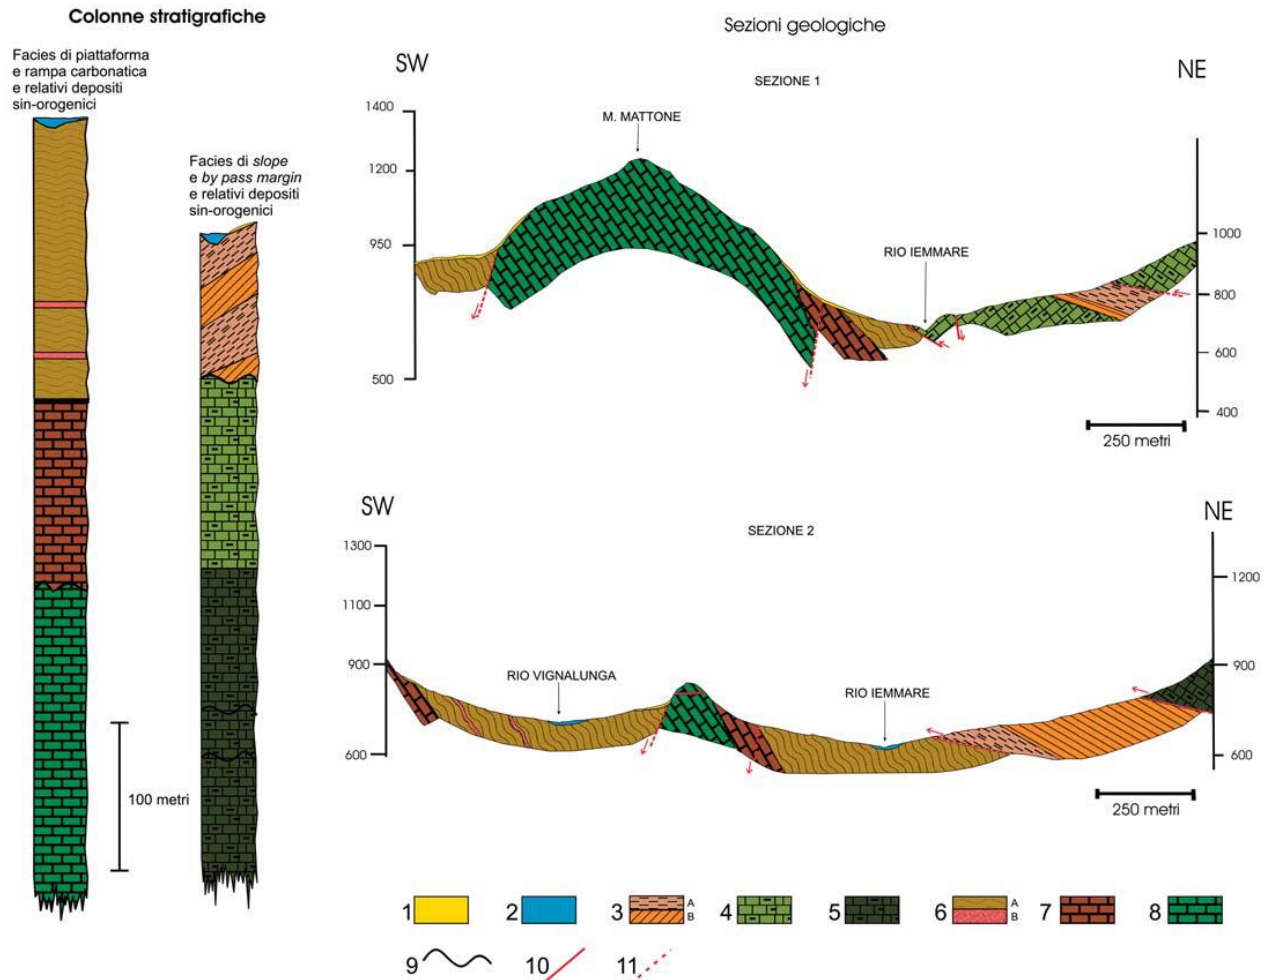 Colonne stratigrafiche
Facies di piattaforma
e rampa carbonatica
e relativi depositi
sin-orogenici
Facies di slope
e by pass margin
e relativi depositi
sin-orogenici
100 metri
Sezioni geologiche
SW
NE
SEZIONE 1
M. MATTONE
RIO IEMMARE
1400
1200
950
500
1000
800
600
400
250 metri
SW
NE
SEZIONE 2
RIO VIGNALUNGA
RIO IEMMARE
1300
1100
900
600
1200
900
600
250 metri
1
2
3 A
B
4
5
6 A
B
7
8
9
10
11